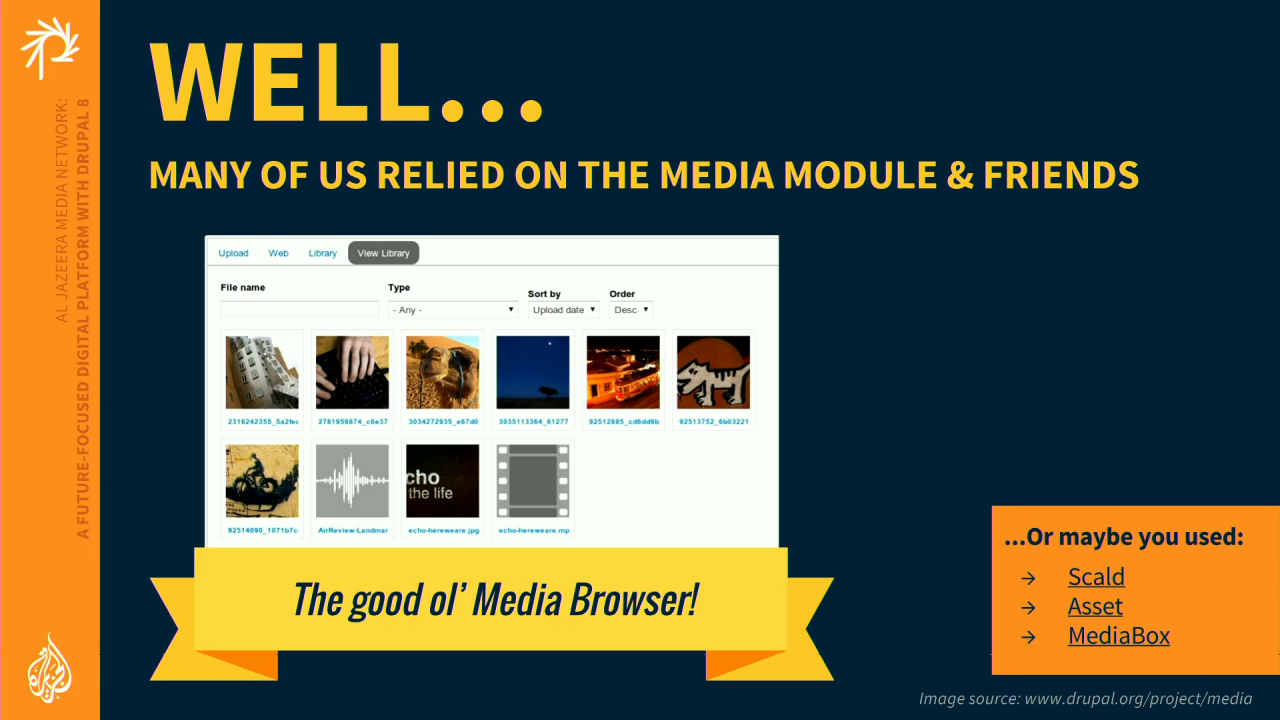 WELL...
MANY OF US RELIED ON THE MEDIA MODULE & FRIENDS
AL JAZEERA MEDIA NETWORK:
A FUTURE-FOCUSED DIGITAL PLATFORM WITH DRUPAL 8
Upload Web Library View Library
File name Type Sort by Order
- Any - Upload date Desc
2316242355_5a2fec 2781959874_c6e37 3034272935_e67d0 3035113364_61277 92512885_cd6dd9b 92513752_6b03221
cho
the life
92514090_1071b7c AirReview-Landmar echo-hereweare.jpg echo-hereweare.mp
The good ol’ Media Browser!
...Or maybe you used:
→ Scald
→ Asset
→ MediaBox
Image source: www.drupal.org/project/media